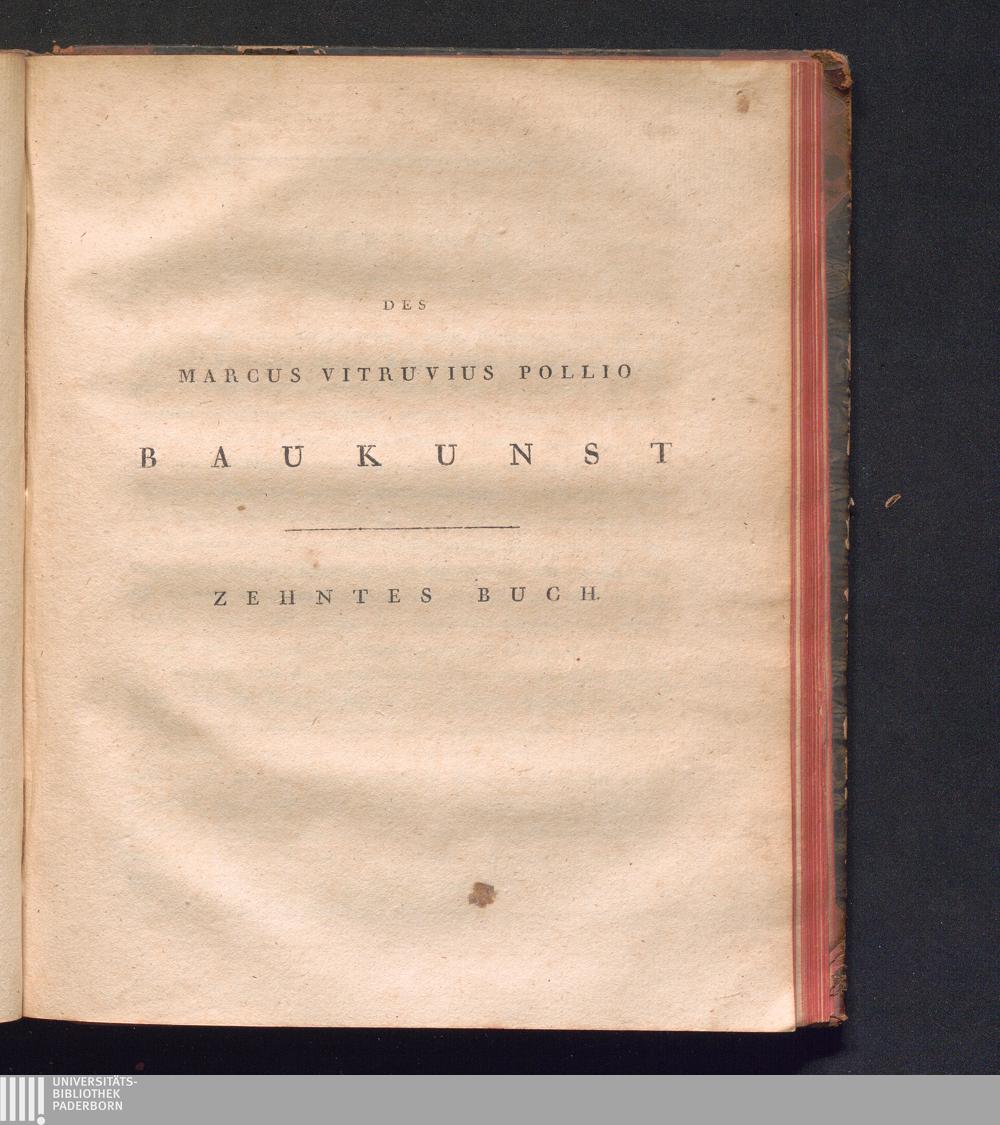 DES
MARCUS VITRUVIUS POLLIO
BAUKUNST
ZEHNTES BUCH.
UNIVERSITÄTS-
BIBLIOTHEK
PADERBORN